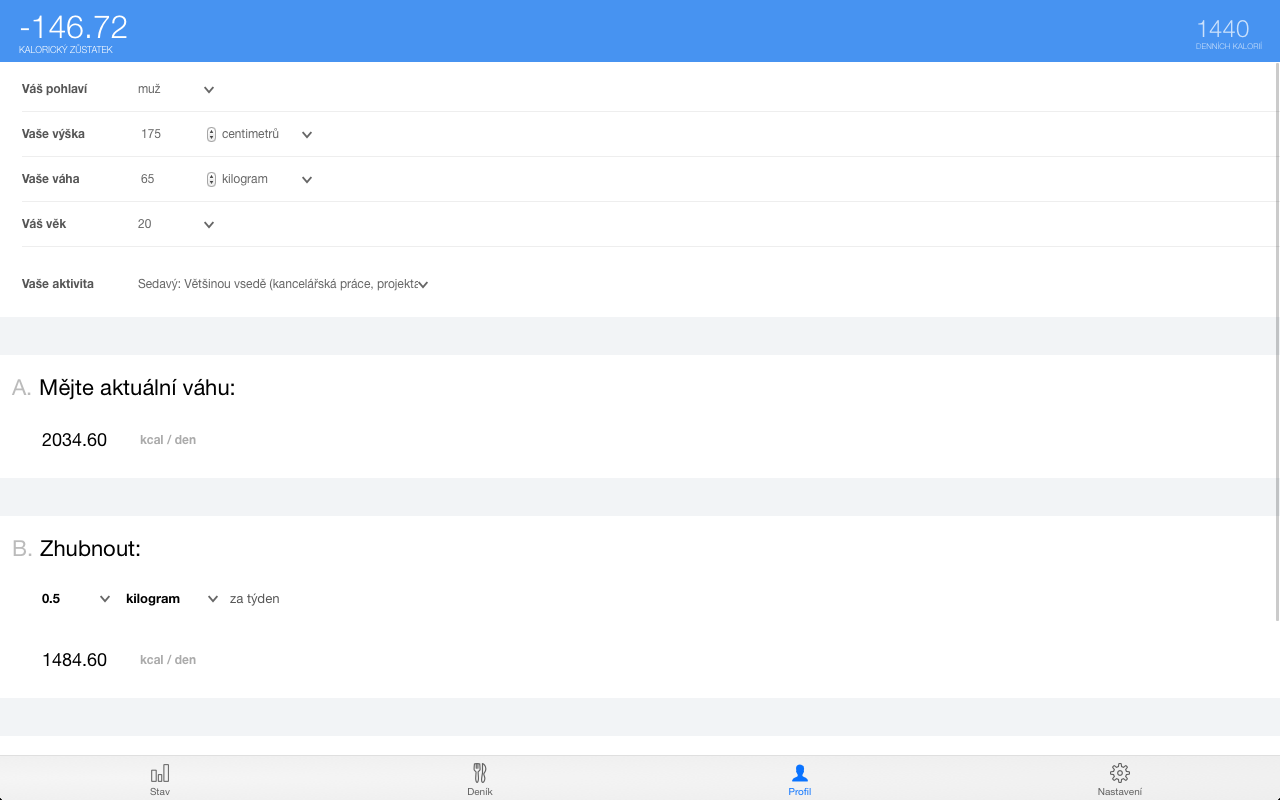 -146.72
KALORICKÝ ZŮSTATEK
1440
DENNÍCH KALORIÍ
Váš pohlaví muž
Vaše výška 175 centimetrů
Vaše váha 65 kilogram
Váš věk 20
Vaše aktivita Sedavý: Většinou vsedě (kancelářská práce, projekta
A. Mějte aktuální váhu:
2034.60 kcal / den
B. Zhubnout:
0.5 kilogram za týden
1484.60 kcal / den
Stav Deník Profil Nastavení